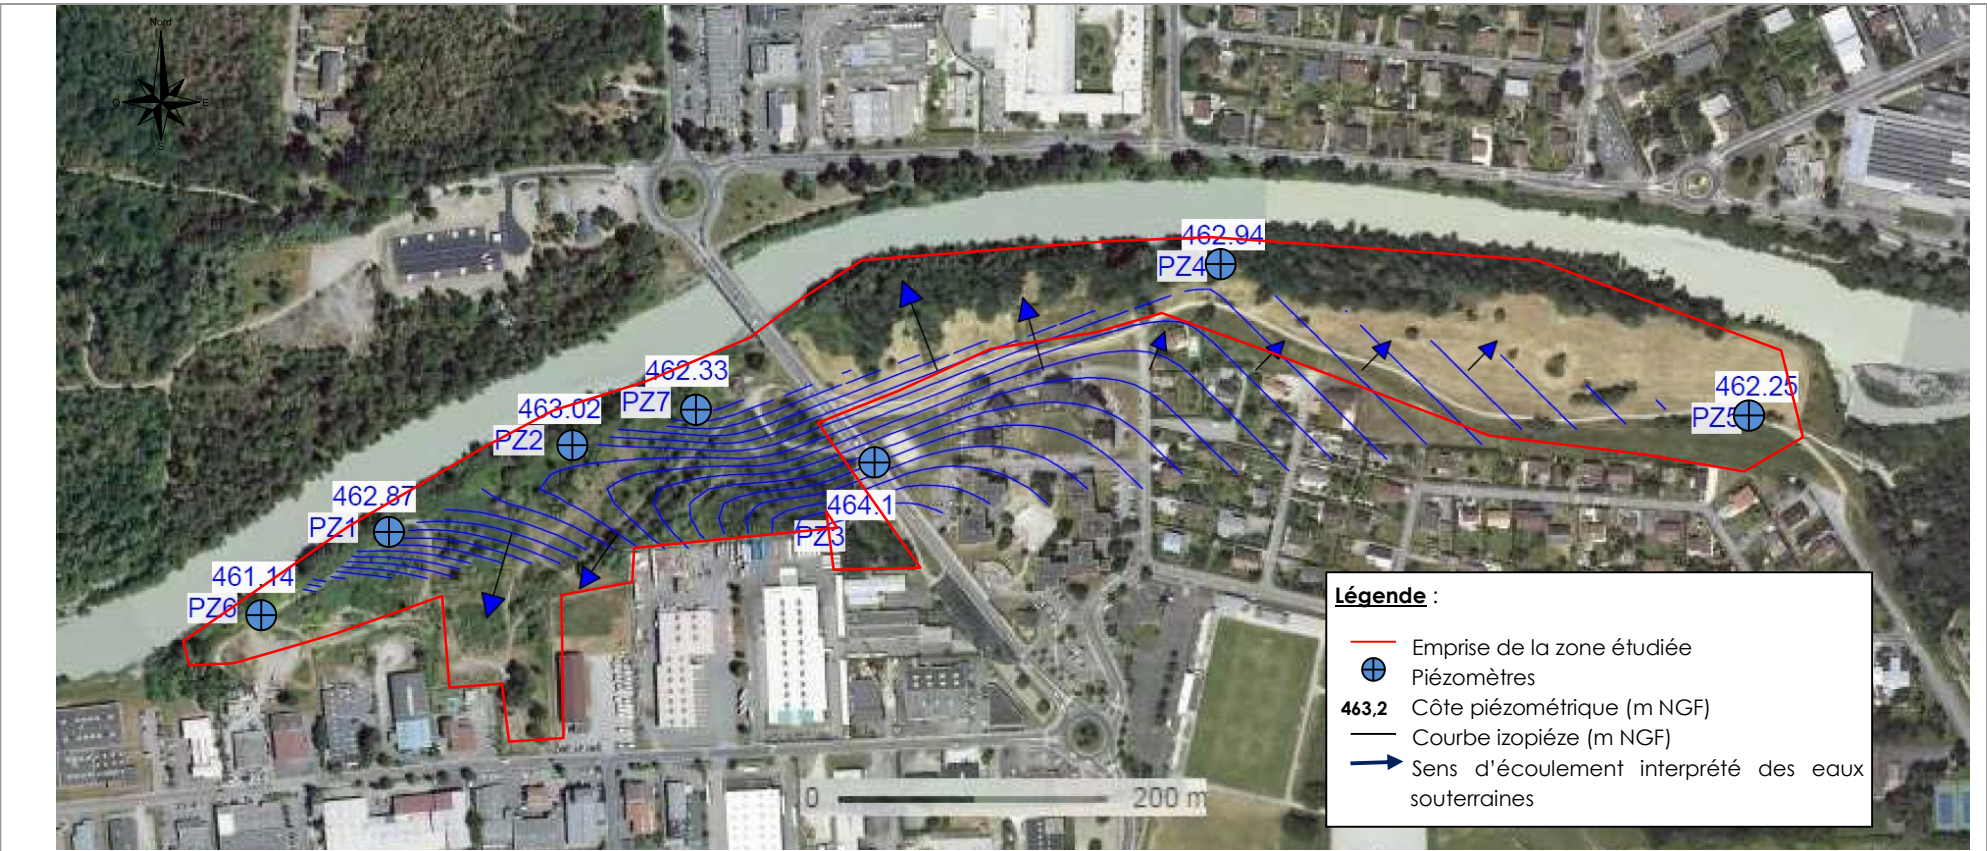 Nord
O
E
S
462.94
PZ4
462.33
PZ7
462.25
PZ5
463.02
PZ2
462.87
PZ1
464.1
PZ3
461.14
PZ6
Légende :
Emprise de la zone étudiée
Piézomètres
463,2 Côte piézométrique (m NGF)
Courbe izopiéze (m NGF)
Sens d'écoulement interprété des eaux
souterraines
0 200 m